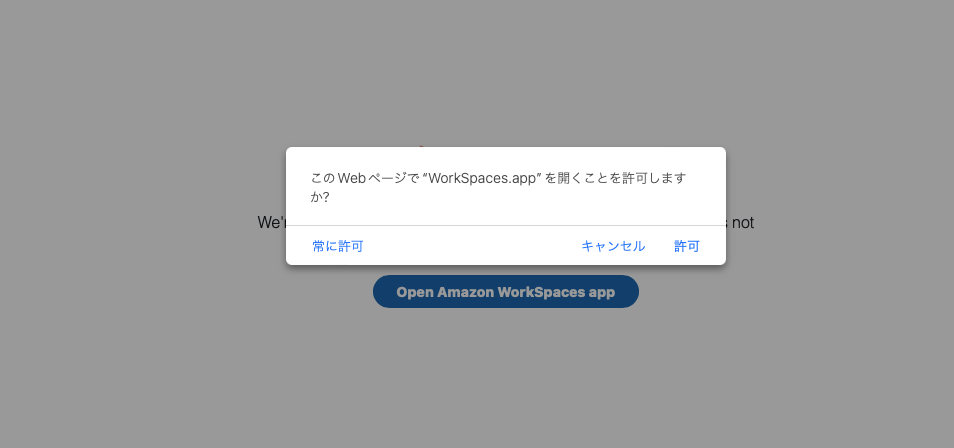 このWebページで“WorkSpaces.app”を開くことを許可します
か?
We'r
not
常に許可
キャンセル
許可
Open Amazon WorkSpaces app